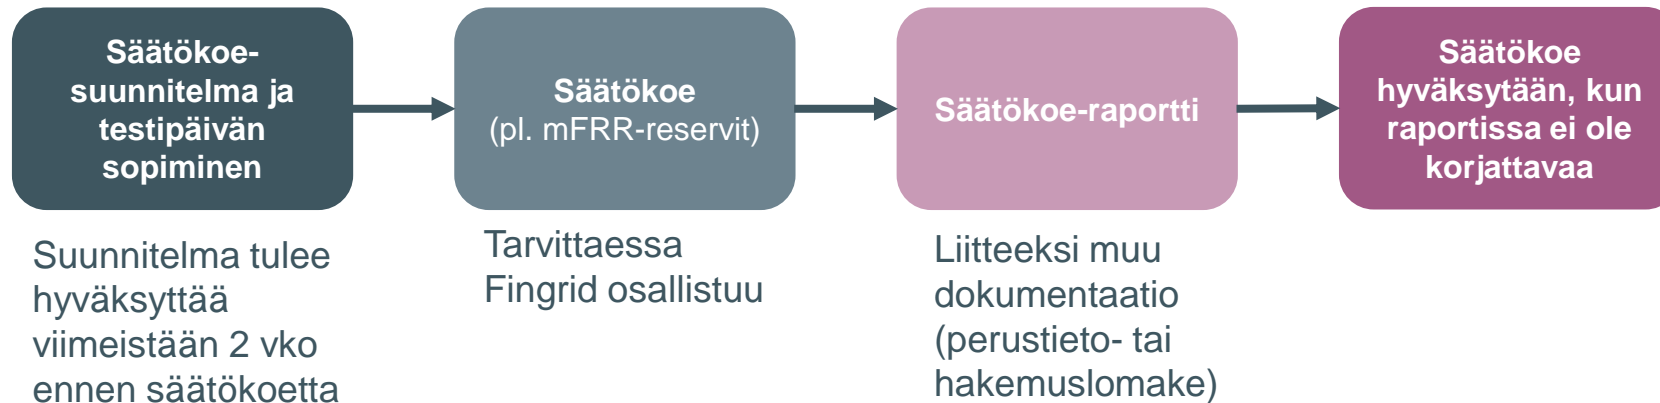 Säätökoe-
suunnitelma ja
testipäivän
sopiminen
Suunnitelma tulee
hyväksyttää
viimeistään 2 vko
ennen säätökoetta
Säätökoe
(pl. mFRR-reservit)
Tarvittaessa
Fingrid osallistuu
Säätökoe-raportti
Liitteeksi muu
dokumentaatio
(perustieto- tai
hakemuslomake)
Säätökoe
hyväksytään, kun
raportissa ei ole
korjattavaa